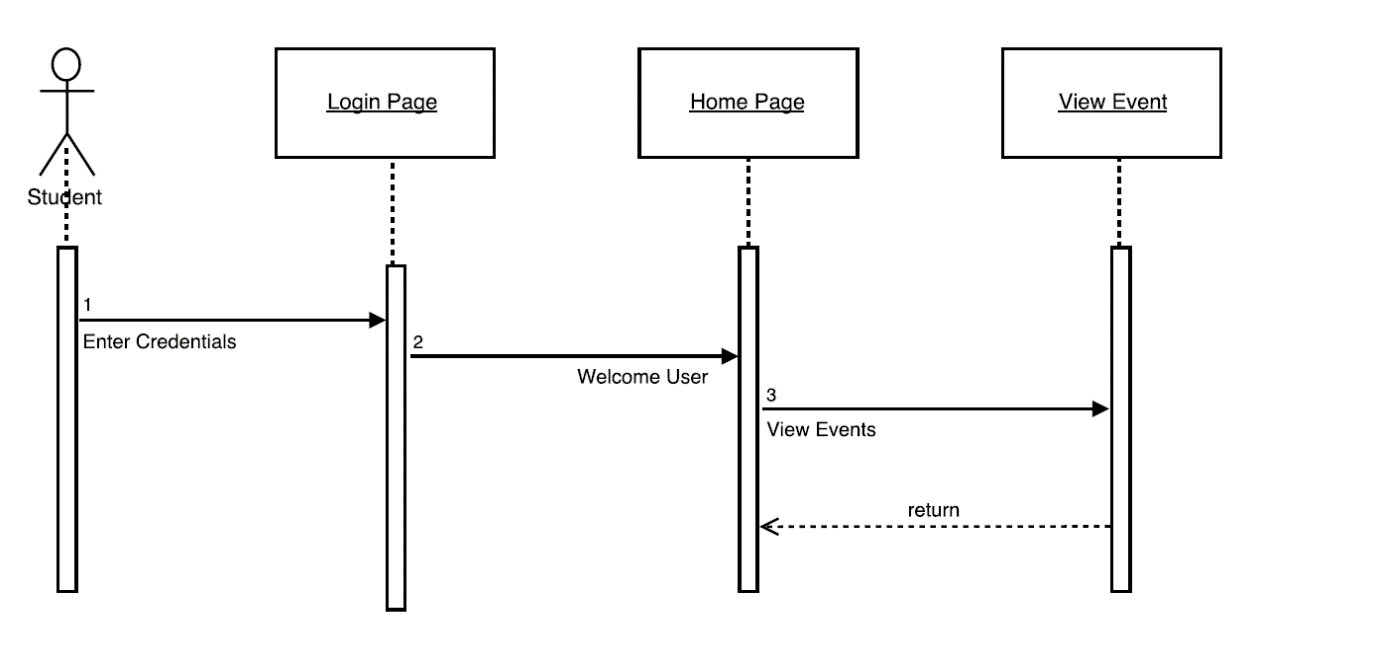 Login Page
Home Page
View Event
Student
1
Enter Credentials
2
Welcome User
3
View Events
return